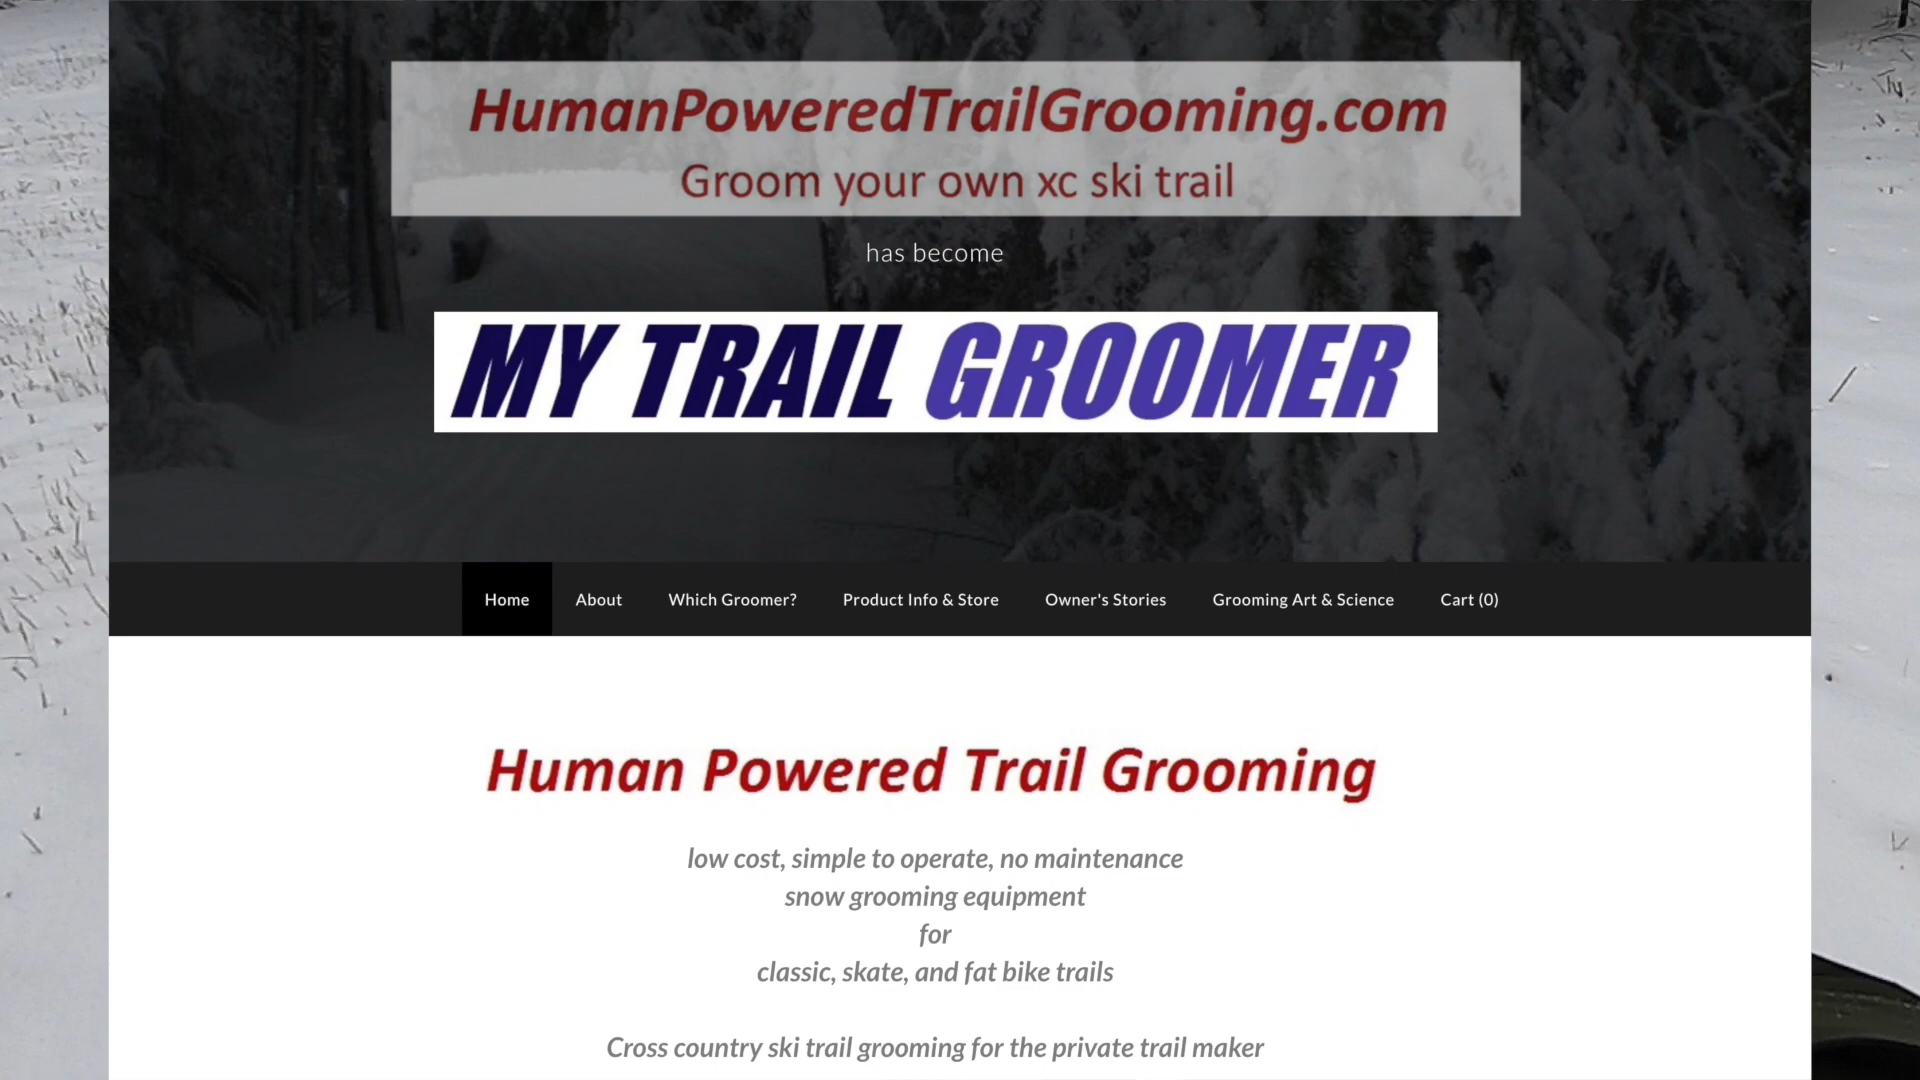 HumanPoweredTrailGrooming.com
Groom your own xc ski trail
has become
MY TRAIL GROOMER
Home About Which Groomer? Product Info & Store Owner's Stories Grooming Art & Science Cart (0)
Human Powered Trail Grooming
low cost, simple to operate, no maintenance
snow grooming equipment
for
classic, skate, and fat bike trails
Cross country ski trail grooming for the private trail maker